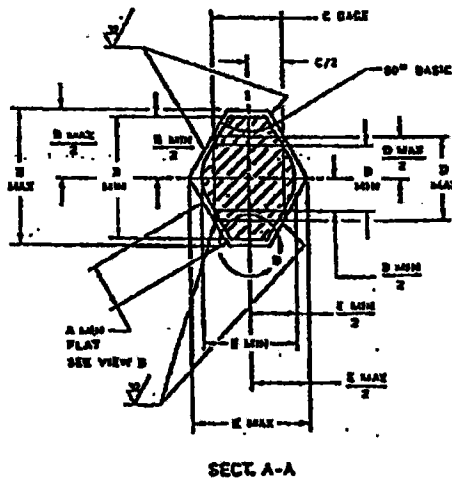 C BASE
C/2
60° BASIC
B MAX
2
B MIN
2
D MAX
2
B
MAX
B
MIN
D
MIN
D
MAX
D MIN
2
A MIN
FLAT
SEE VIEW B
E MIN
E MIN
2
E MAX
2
E MAX
SECT. A-A